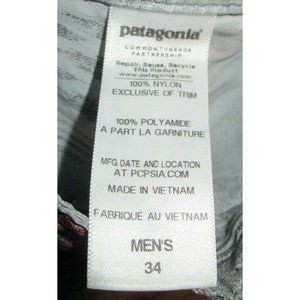 patagonia®
COMMON THREADS
PARTNERSHIP
Repair, Reuse, Recycle
This Product
www.patagonia.com
100% NYLON
EXCLUSIVE OF TRIM
100% POLYAMIDE
A PART LA GARNITURE
MFG DATE AND LOCATION
AT PCPSIA.COM
MADE IN VIETNAM
FABRIQUÉ AU VIETNAM
MEN'S
34